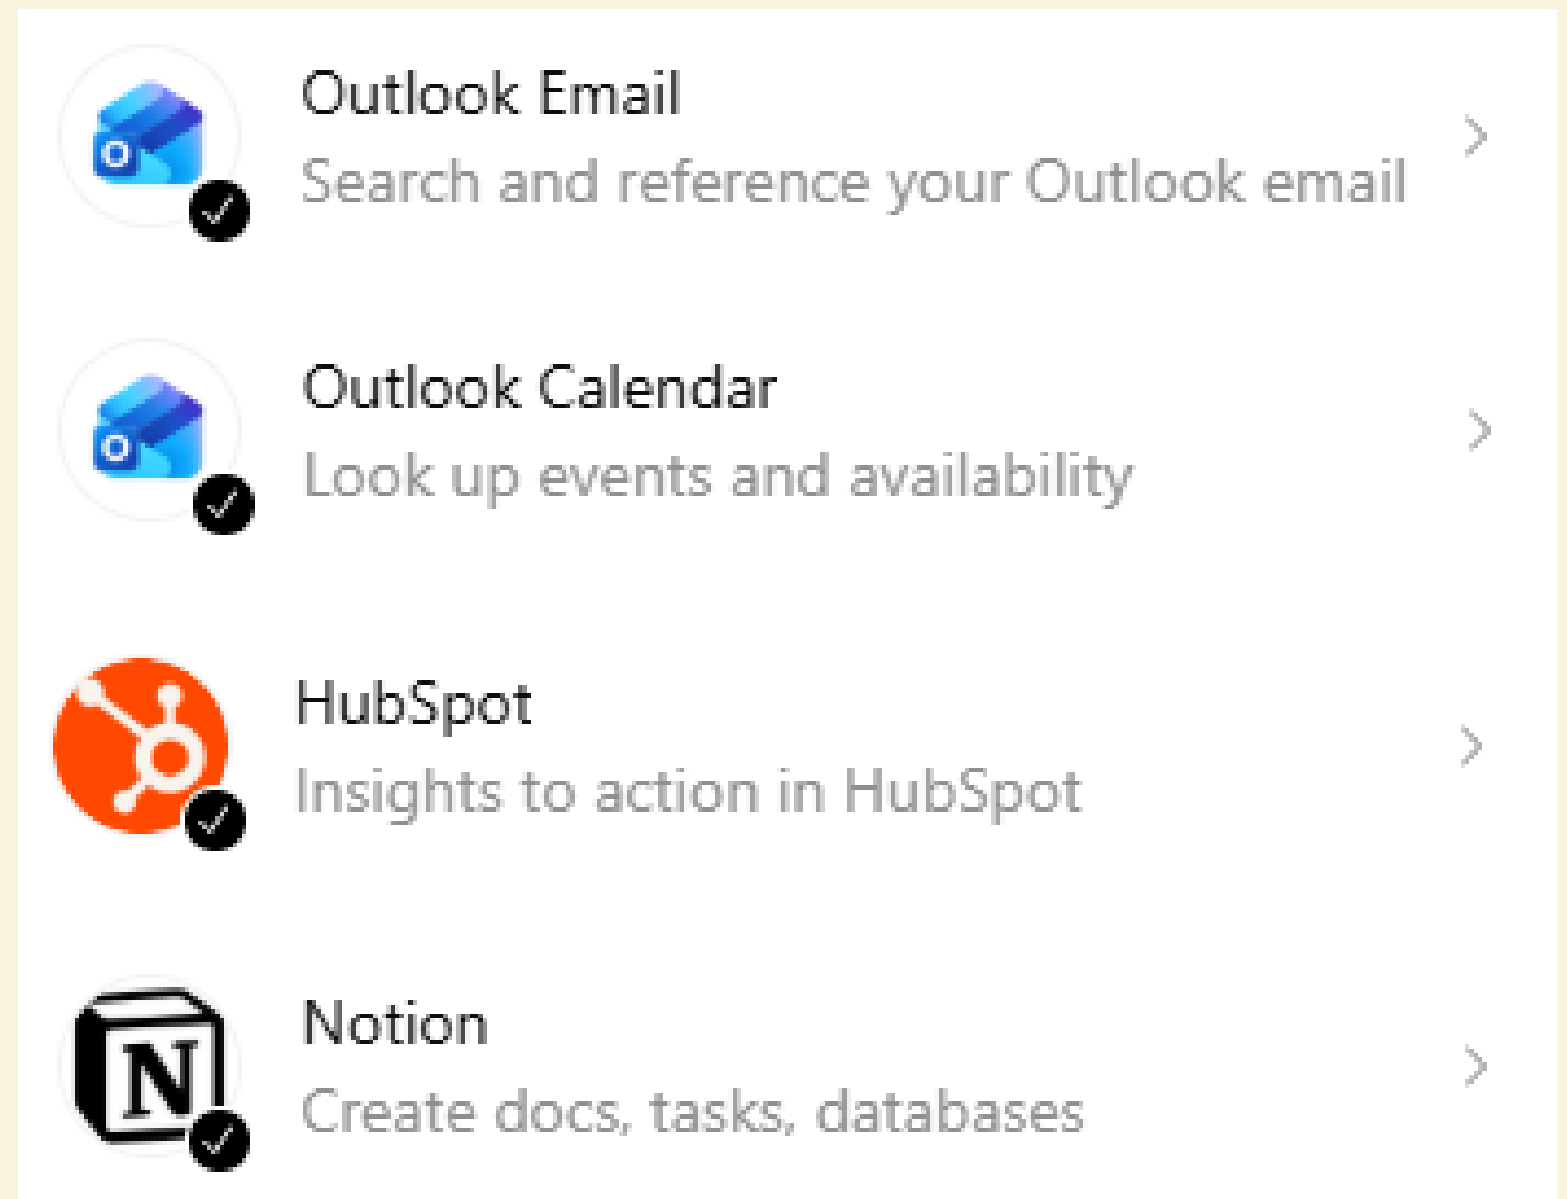 Outlook Email
Search and reference your Outlook email
Outlook Calendar
Look up events and availability
HubSpot
Insights to action in HubSpot
Notion
Create docs, tasks, databases